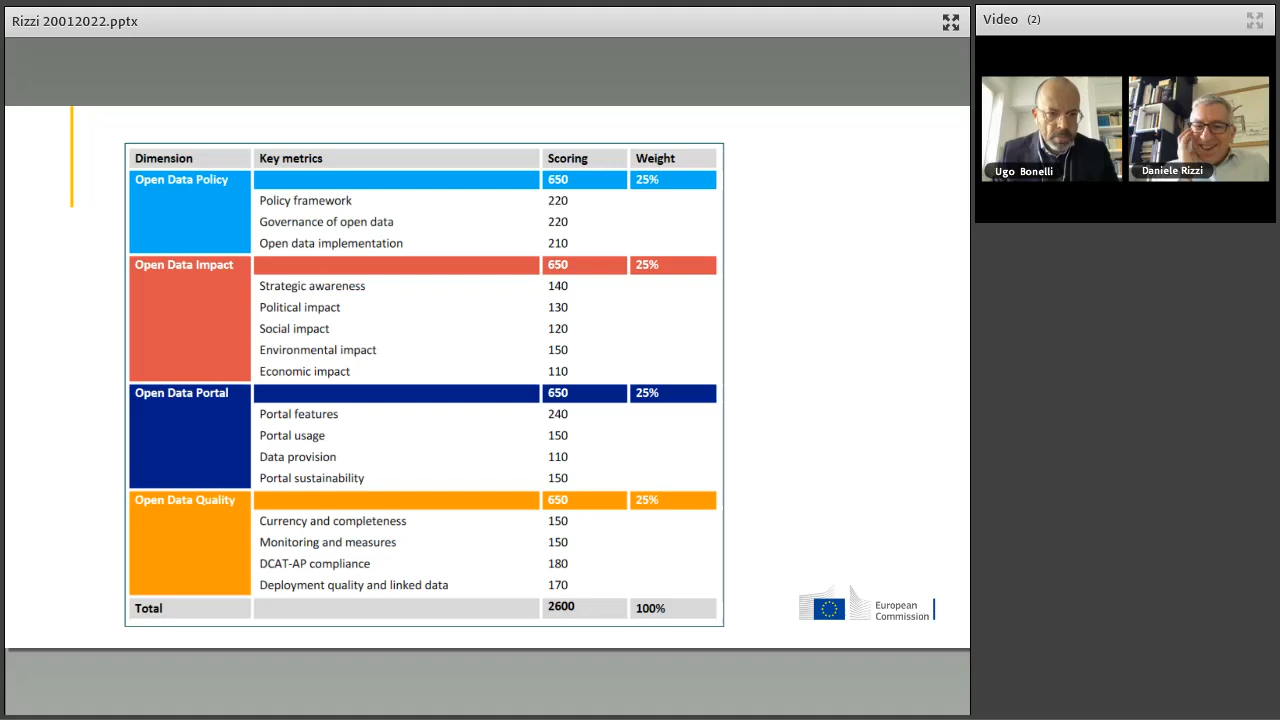 Rizzi 20012022.pptx
Video (2)
Ugo Bonelli
Daniele Rizzi
Dimension Key metrics Scoring Weight
Open Data Policy 650 25%
Policy framework 220
Governance of open data 220
Open data implementation 210
Open Data Impact 650 25%
Strategic awareness 140
Political impact 130
Social impact 120
Environmental impact 150
Economic impact 110
Open Data Portal 650 25%
Portal features 240
Portal usage 150
Data provision 110
Portal sustainability 150
Open Data Quality 650 25%
Currency and completeness 150
Monitoring and measures 150
DCAT-AP compliance 180
Deployment quality and linked data 170
Total 2600 100%
European
Commission